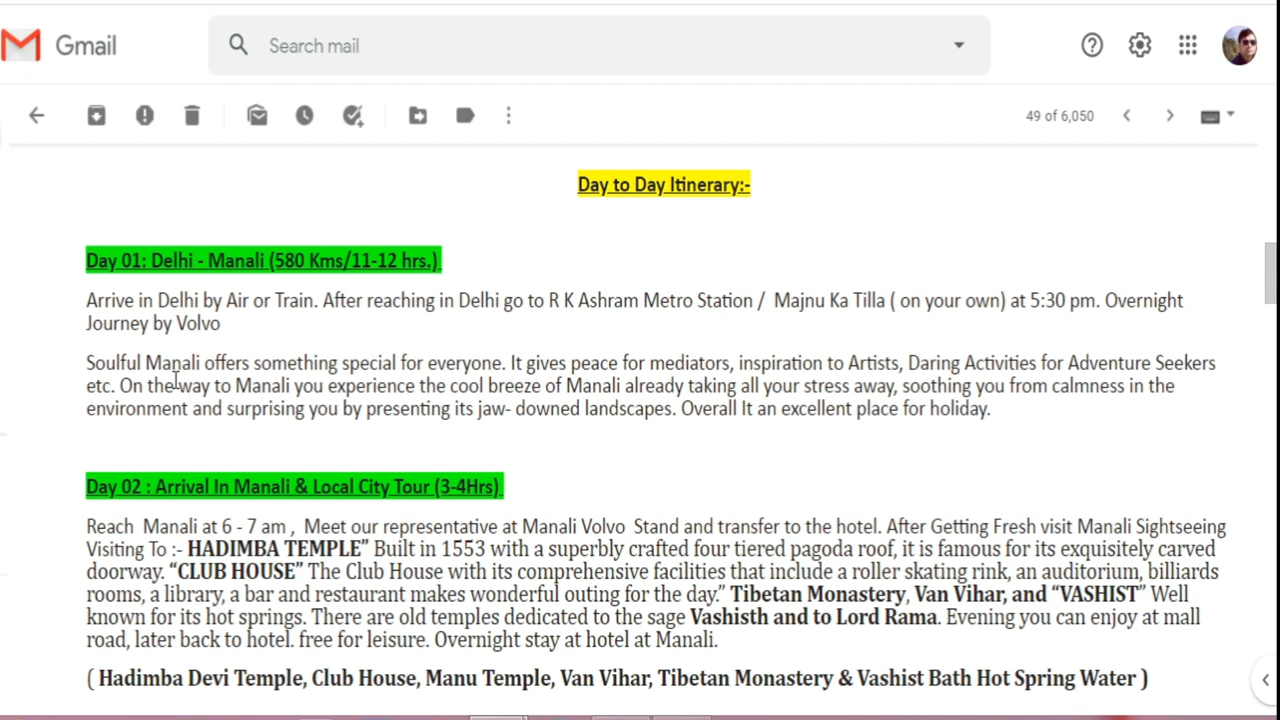 Gmail
Search mail
49 of 6,050
Day to Day Itinerary:-
Day 01: Delhi - Manali (580 Kms/11-12 hrs.)
Arrive in Delhi by Air or Train. After reaching in Delhi go to R K Ashram Metro Station / Majnu Ka Tilla ( on your own) at 5:30 pm. Overnight
Journey by Volvo
Soulful Manali offers something special for everyone. It gives peace for mediators, inspiration to Artists, Daring Activities for Adventure Seekers
etc. On the way to Manali you experience the cool breeze of Manali already taking all your stress away, soothing you from calmness in the
environment and surprising you by presenting its jaw- downed landscapes. Overall It an excellent place for holiday.
Day 02 : Arrival In Manali & Local City Tour (3-4Hrs)
Reach Manali at 6 - 7 am , Meet our representative at Manali Volvo Stand and transfer to the hotel. After Getting Fresh visit Manali Sightseeing
Visiting To :- HADIMBA TEMPLE” Built in 1553 with a superbly crafted four tiered pagoda roof, it is famous for its exquisitely carved
doorway. “CLUB HOUSE” The Club House with its comprehensive facilities that include a roller skating rink, an auditorium, billiards
rooms, a library, a bar and restaurant makes wonderful outing for the day.” Tibetan Monastery, Van Vihar, and “VASHIST” Well
known for its hot springs. There are old temples dedicated to the sage Vashisth and to Lord Rama. Evening you can enjoy at mall
road, later back to hotel. free for leisure. Overnight stay at hotel at Manali.
( Hadimba Devi Temple, Club House, Manu Temple, Van Vihar, Tibetan Monastery & Vashist Bath Hot Spring Water )